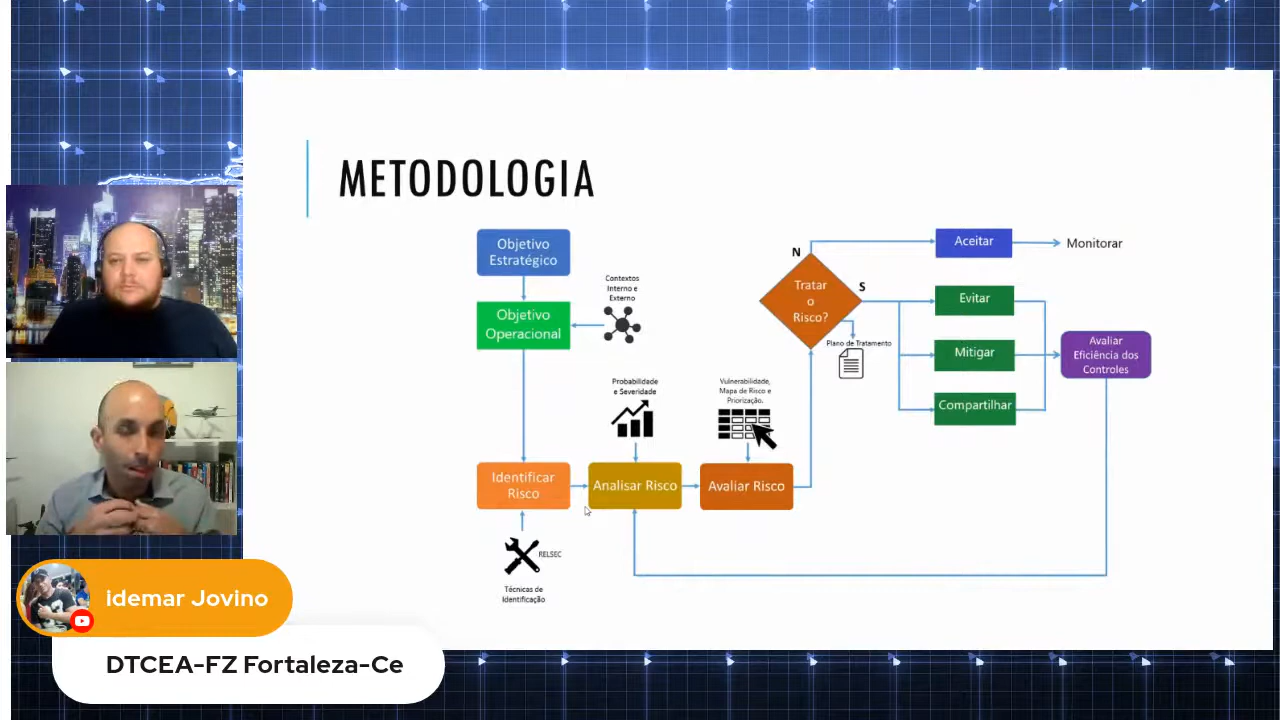 METODOLOGIA
Objetivo
Estratégico
Contextos
Interno e
Externo
Objetivo
Operacional
N
Tratar
o
Risco?
S
Plano de Tratamento
Aceitar
Monitorar
Evitar
Mitigar
Compartilhar
Avaliar
Eficiência dos
Controles
Probabilidade
e Severidade
Vulnerabilidade,
Mapa de Risco e
Priorização.
Identificar
Risco
Analisar Risco
Avaliar Risco
RELSEC
Técnicas de
Identificação
idemar Jovino
DTCEA-FZ Fortaleza-Ce